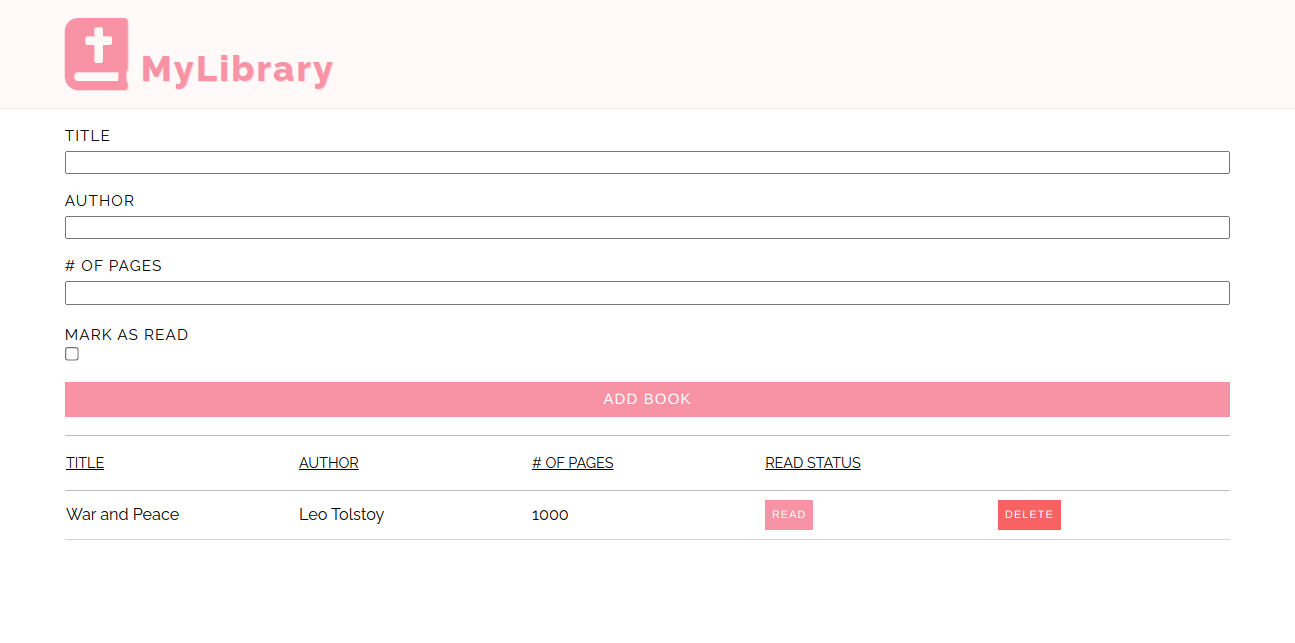 MyLibrary
TITLE
AUTHOR
# OF PAGES
MARK AS READ
ADD BOOK
TITLE AUTHOR # OF PAGES READ STATUS
War and Peace Leo Tolstoy 1000 READ DELETE